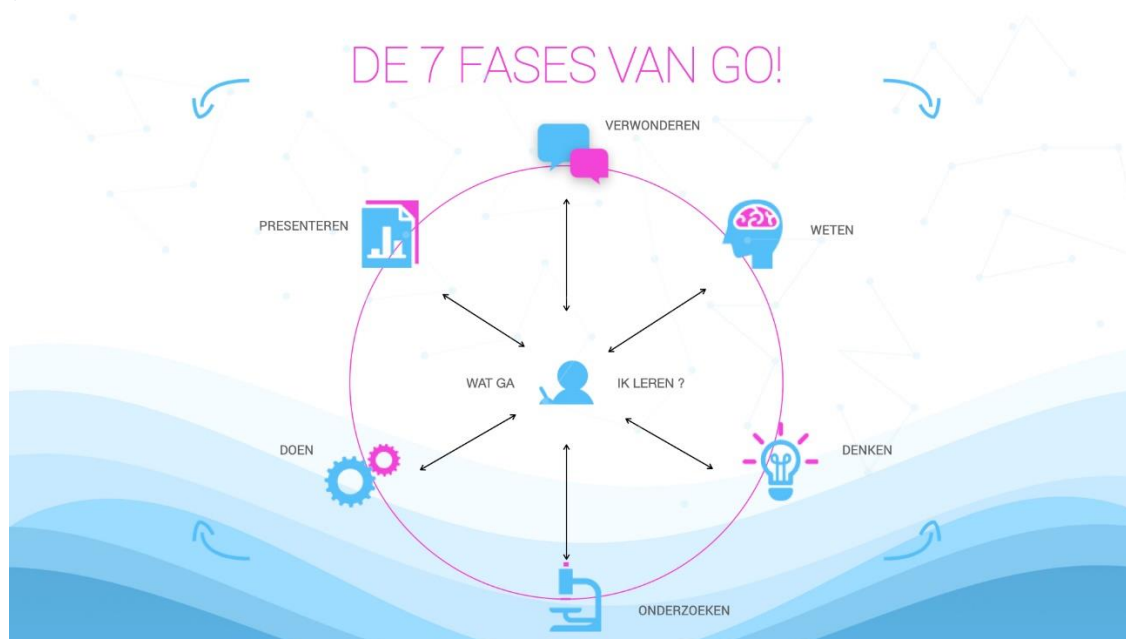 DE 7 FASES VAN GO!
VERWONDEREN
PRESENTEREN
WETEN
WAT GA IK LEREN ?
DOEN
DENKEN
ONDERZOEKEN